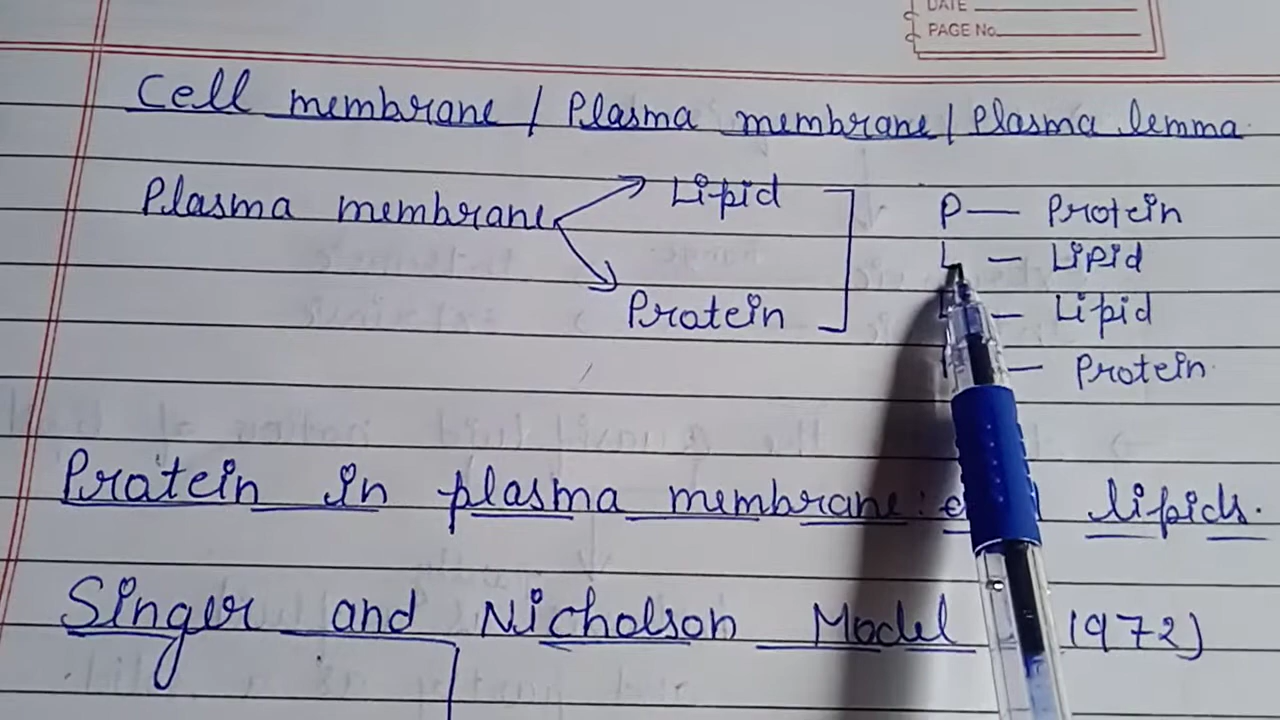 DATE
PAGE No.
Cell membrane / Plasma membrane / Plasma lemma
Plasma membrane Lipid
Protein
P — Protein
L — Lipid
— Lipid
— Protein
Protein in plasma membrane: lipids.
Singer and Nicholson Model 1972)